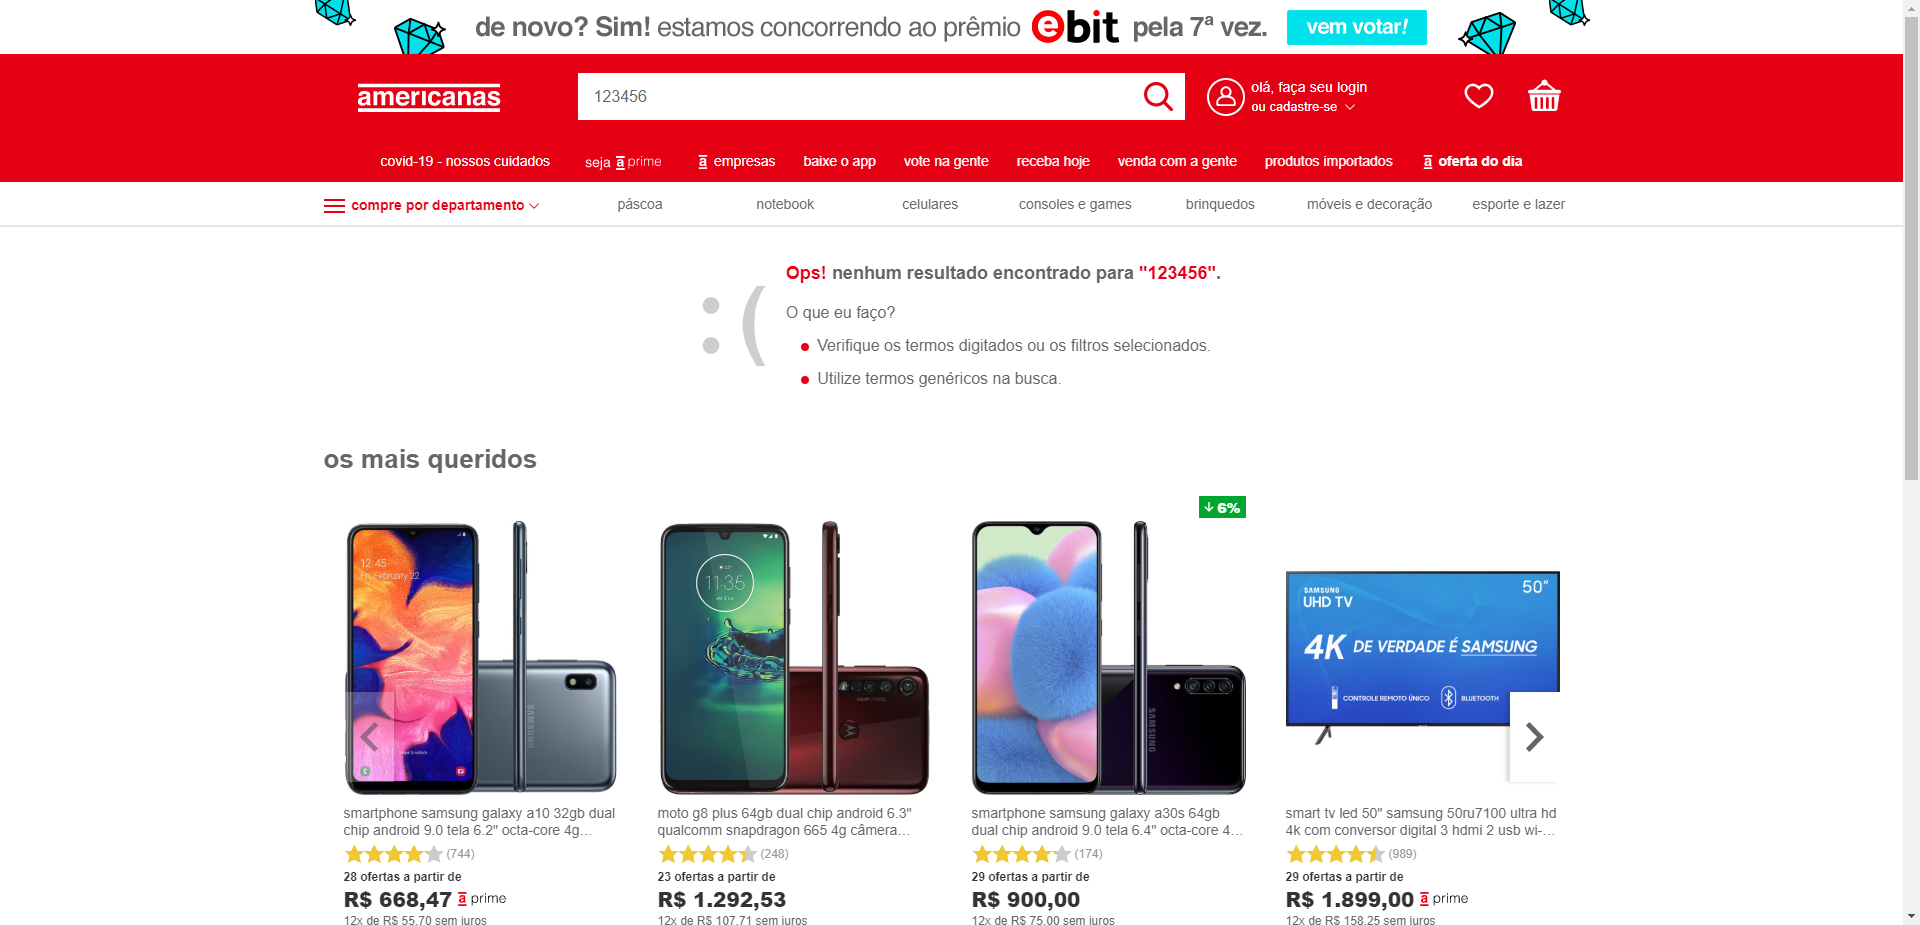 de novo? Sim! estamos concorrendo ao prêmio ebit pela 7ª vez. vem votar!
americanas
123456
olá, faça seu login
ou cadastre-se
covid-19 - nossos cuidados
seja a prime
a empresas
baixe o app
vote na gente
receba hoje
venda com a gente
produtos importados
a oferta do dia
compre por departamento
páscoa
notebook
celulares
consoles e games
brinquedos
móveis e decoração
esporte e lazer
Ops! nenhum resultado encontrado para "123456".
:(
O que eu faço?
Verifique os termos digitados ou os filtros selecionados.
Utilize termos genéricos na busca.
os mais queridos
12:45
Fri, February 22
SAMSUNG
smartphone samsung galaxy a10 32gb dual
chip android 9.0 tela 6.2" octa-core 4g...
(744)
28 ofertas a partir de
R$ 668,47 a prime
12x de R$ 55,70 sem juros
11:35
moto g8 plus 64gb dual chip android 6.3"
qualcomm snapdragon 665 4g câmera...
(248)
23 ofertas a partir de
R$ 1.292,53
12x de R$ 107,71 sem juros
6%
SAMSUNG
smartphone samsung galaxy a30s 64gb
dual chip android 9.0 tela 6.4" octa-core 4...
(174)
29 ofertas a partir de
R$ 900,00
12x de R$ 75,00 sem juros
SAMSUNG
UHD TV
50"
4K DE VERDADE É SAMSUNG
CONTROLE REMOTO ÚNICO
BLUETOOTH
smart tv led 50" samsung 50ru7100 ultra hd
4k com conversor digital 3 hdmi 2 usb wi-...
(989)
29 ofertas a partir de
R$ 1.899,00 a prime
12x de R$ 158,25 sem juros